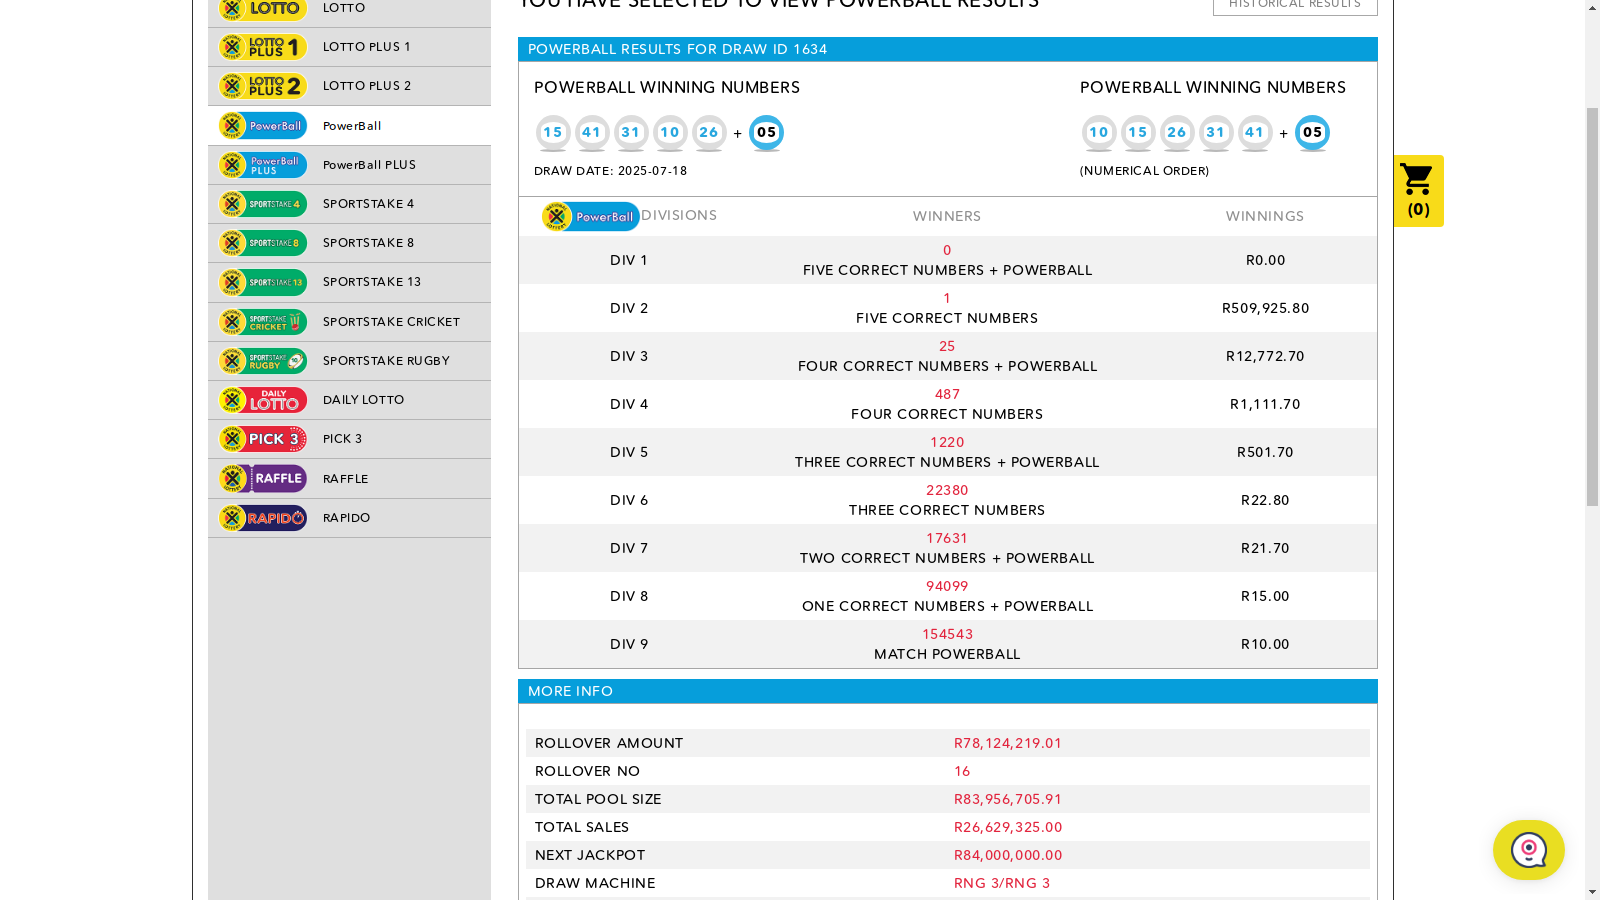 LOTTO
LOTTO
LOTTO PLUS 1
LOTTO PLUS 1
LOTTO PLUS 2
LOTTO PLUS 2
PowerBall
PowerBall
PowerBall PLUS
PowerBall PLUS
SPORTSTAKE 4
SPORTSTAKE 4
SPORTSTAKE 8
SPORTSTAKE 8
SPORTSTAKE 13
SPORTSTAKE 13
SPORTSTAKE CRICKET
SPORTSTAKE CRICKET
SPORTSTAKE RUGBY
SPORTSTAKE RUGBY
DAILY LOTTO
DAILY LOTTO
PICK 3
PICK 3
RAFFLE
RAFFLE
RAPIDO
RAPIDO
YOU HAVE SELECTED TO VIEW POWERBALL RESULTS
HISTORICAL RESULTS
POWERBALL RESULTS FOR DRAW ID 1634
POWERBALL WINNING NUMBERS
15 41 31 10 26 + 05
DRAW DATE: 2025-07-18
POWERBALL WINNING NUMBERS
10 15 26 31 41 + 05
(NUMERICAL ORDER)
PowerBall DIVISIONS WINNERS WINNINGS
0
DIV 1 FIVE CORRECT NUMBERS + POWERBALL R0.00
1
DIV 2 FIVE CORRECT NUMBERS R509,925.80
25
DIV 3 FOUR CORRECT NUMBERS + POWERBALL R12,772.70
487
DIV 4 FOUR CORRECT NUMBERS R1,111.70
1220
DIV 5 THREE CORRECT NUMBERS + POWERBALL R501.70
22380
DIV 6 THREE CORRECT NUMBERS R22.80
17631
DIV 7 TWO CORRECT NUMBERS + POWERBALL R21.70
94099
DIV 8 ONE CORRECT NUMBERS + POWERBALL R15.00
154543
DIV 9 MATCH POWERBALL R10.00
MORE INFO
ROLLOVER AMOUNT R78,124,219.01
ROLLOVER NO 16
TOTAL POOL SIZE R83,956,705.91
TOTAL SALES R26,629,325.00
NEXT JACKPOT R84,000,000.00
DRAW MACHINE RNG 3/RNG 3
(0)